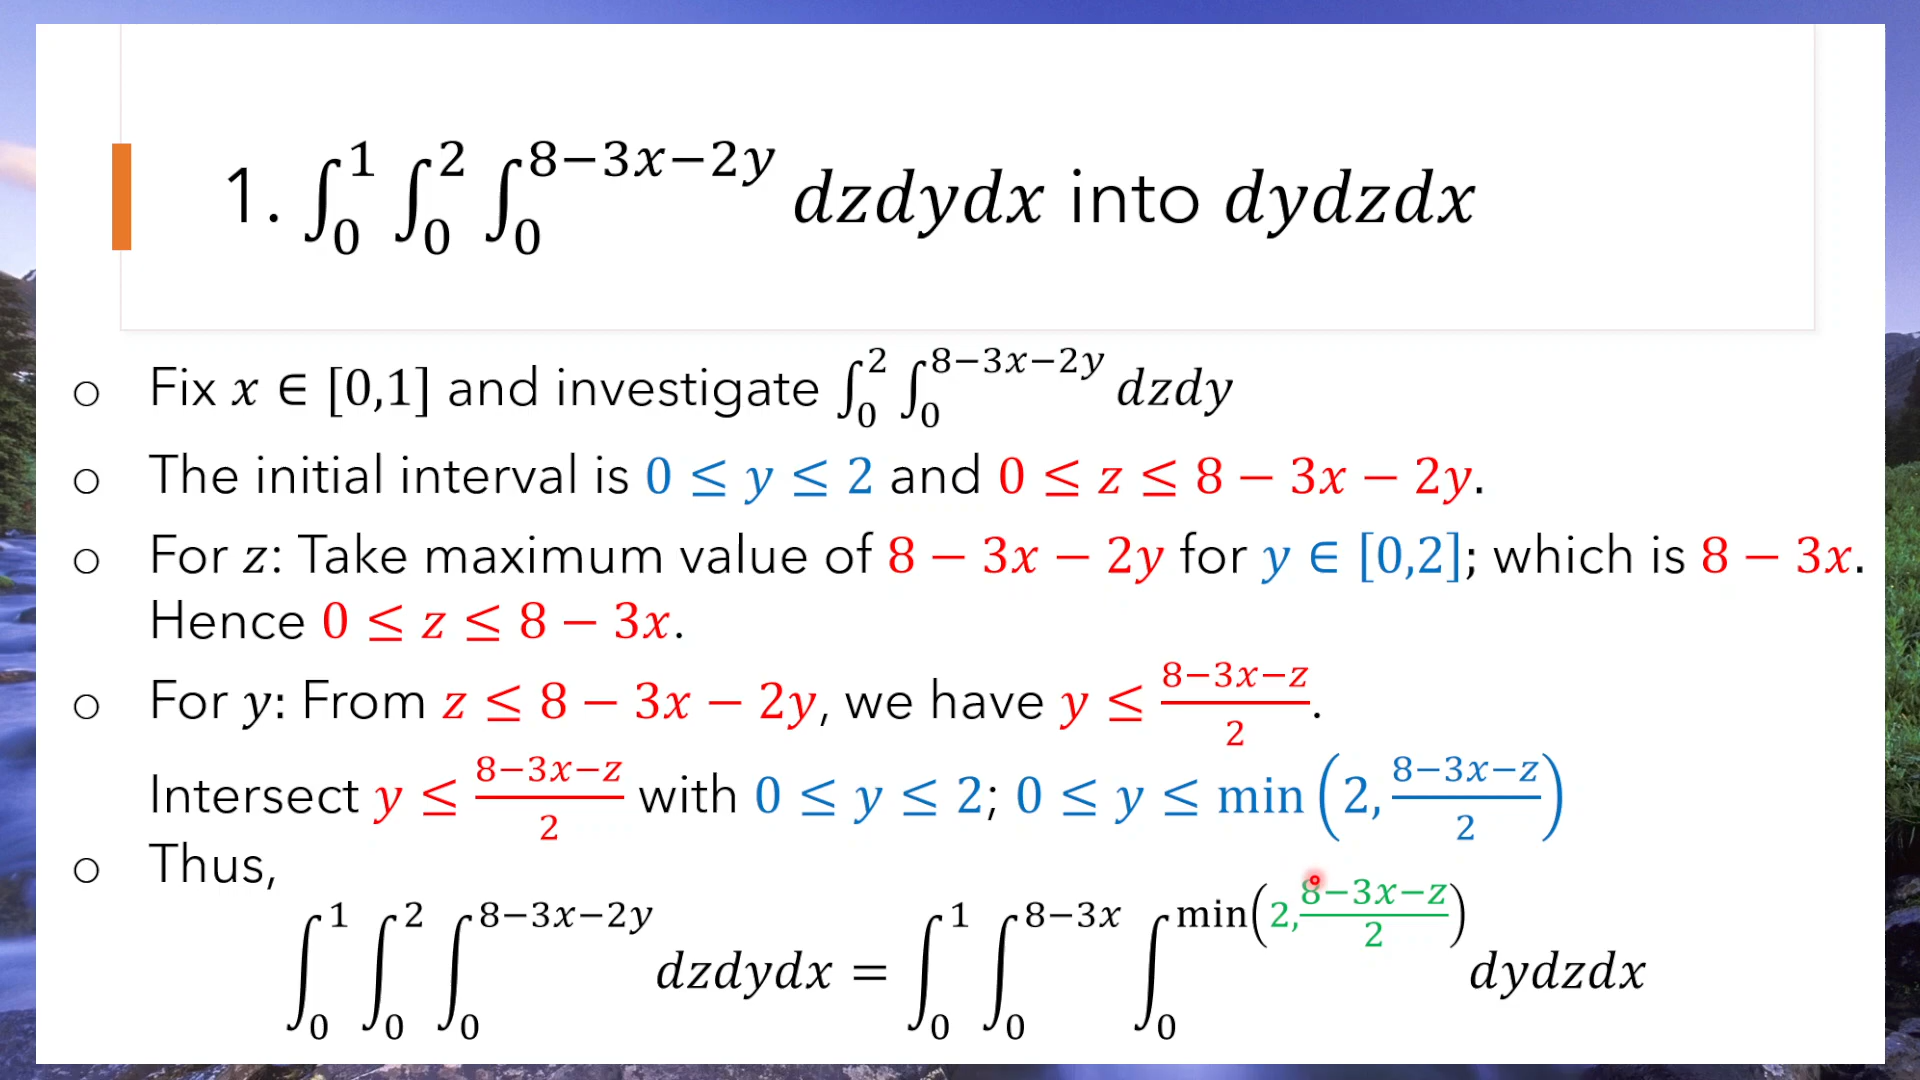 1. ∫₀¹ ∫₀² ∫₀^{8−3x−2y} dzdydx into dydzdx
○ Fix x ∈ [0,1] and investigate ∫₀² ∫₀^{8−3x−2y} dzdy
○ The initial interval is 0 ≤ y ≤ 2 and 0 ≤ z ≤ 8 − 3x − 2y.
○ For z: Take maximum value of 8 − 3x − 2y for y ∈ [0,2]; which is 8 − 3x.
Hence 0 ≤ z ≤ 8 − 3x.
○ For y: From z ≤ 8 − 3x − 2y, we have y ≤ \frac{8−3x−z}{2}.
Intersect y ≤ \frac{8−3x−z}{2} with 0 ≤ y ≤ 2; 0 ≤ y ≤ min(2, \frac{8−3x−z}{2})
○ Thus,
∫₀¹ ∫₀² ∫₀^{8−3x−2y} dzdydx = ∫₀¹ ∫₀^{8−3x} ∫₀^{min(2, \frac{8−3x−z}{2})} dydzdx